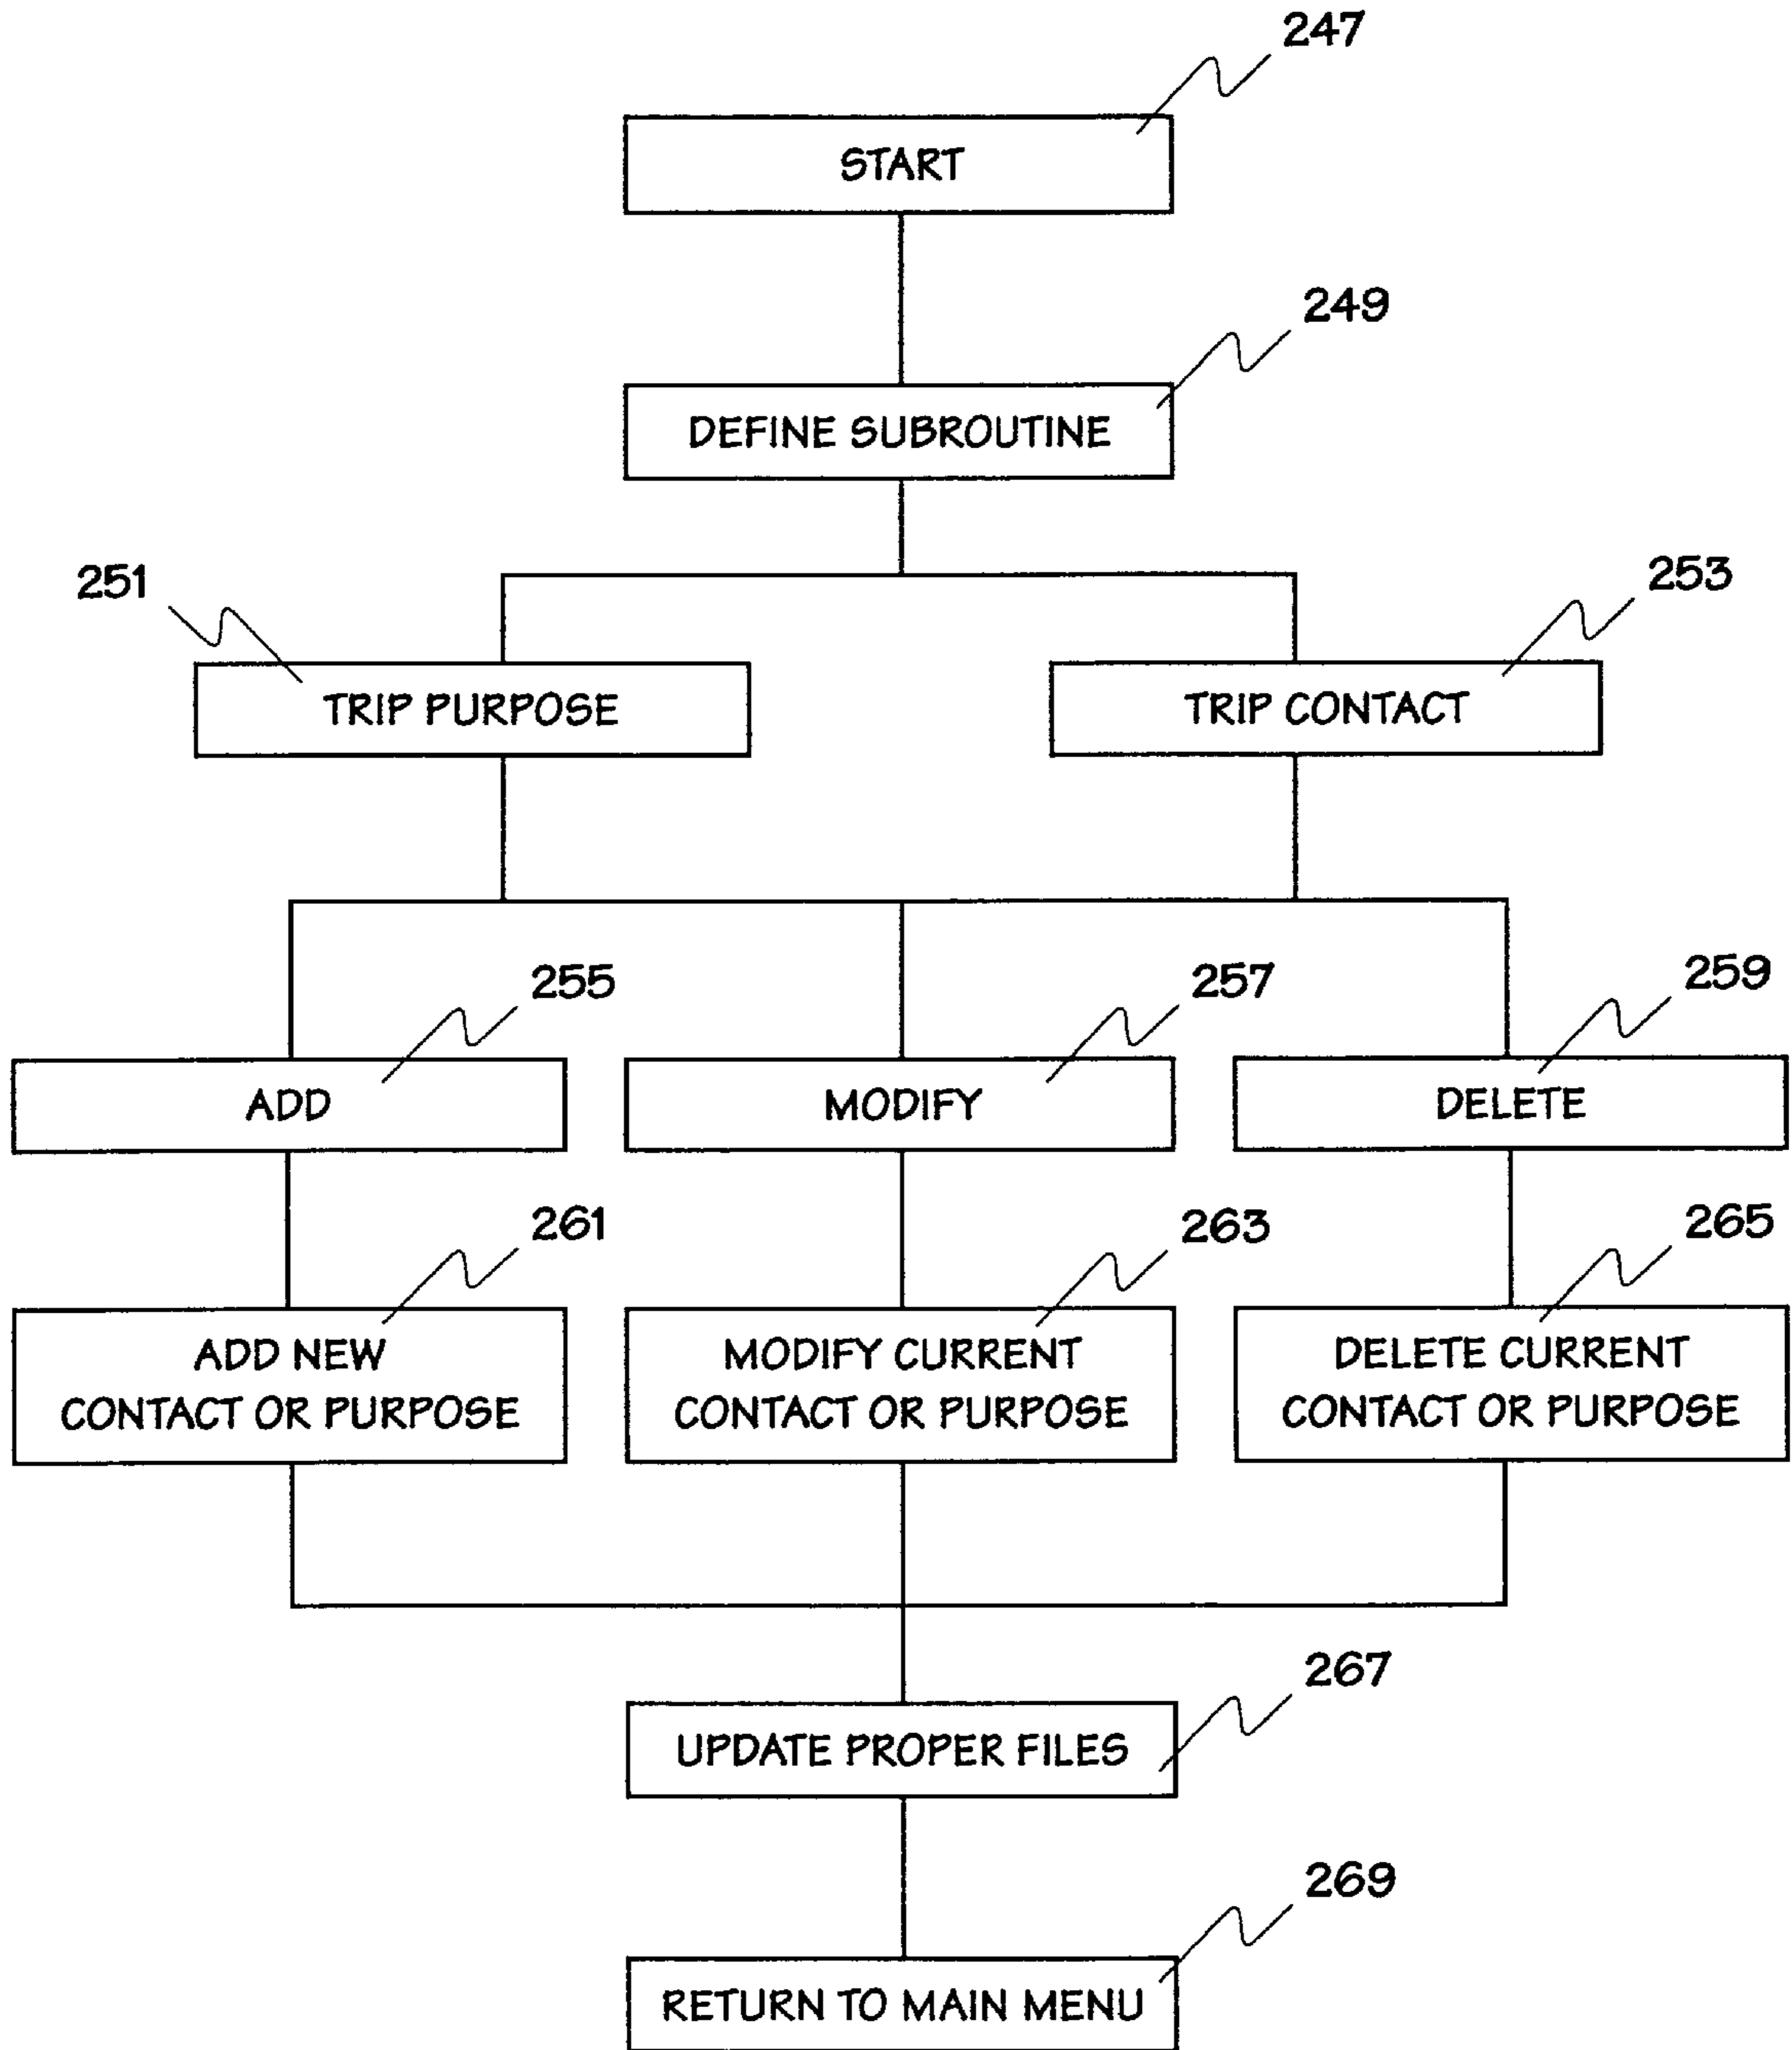 247
START
249
DEFINE SUBROUTINE
251
253
TRIP PURPOSE
TRIP CONTACT
255
257
259
ADD
MODIFY
DELETE
261
263
265
ADD NEW
CONTACT OR PURPOSE
MODIFY CURRENT
CONTACT OR PURPOSE
DELETE CURRENT
CONTACT OR PURPOSE
267
UPDATE PROPER FILES
269
RETURN TO MAIN MENU